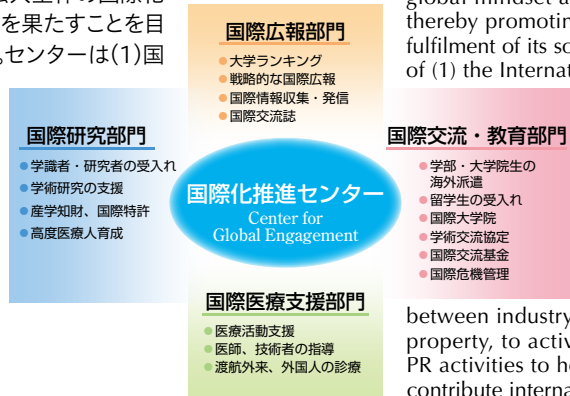 を果たすことを目
。センターは(1)国
thereby promotin
fulfilment of its so
of (1) the Internat
国際広報部門
●大学ランキング
●戦略的な国際広報
●国際情報収集・発信
●国際交流誌
国際研究部門
●学識者・研究者の受入れ
●学術研究の支援
●産学知財、国際特許
●高度医療人育成
国際化推進センター
Center for
Global Engagement
国際交流・教育部門
●学部・大学院生の
海外派遣
●留学生の受入れ
●国際大学院
●学術交流協定
●国際交流基金
●国際危機管理
国際医療支援部門
●医療活動支援
●医師、技術者の指導
●渡航外来、外国人の診療
between industry
property, to activ
PR activities to he
contribute interna